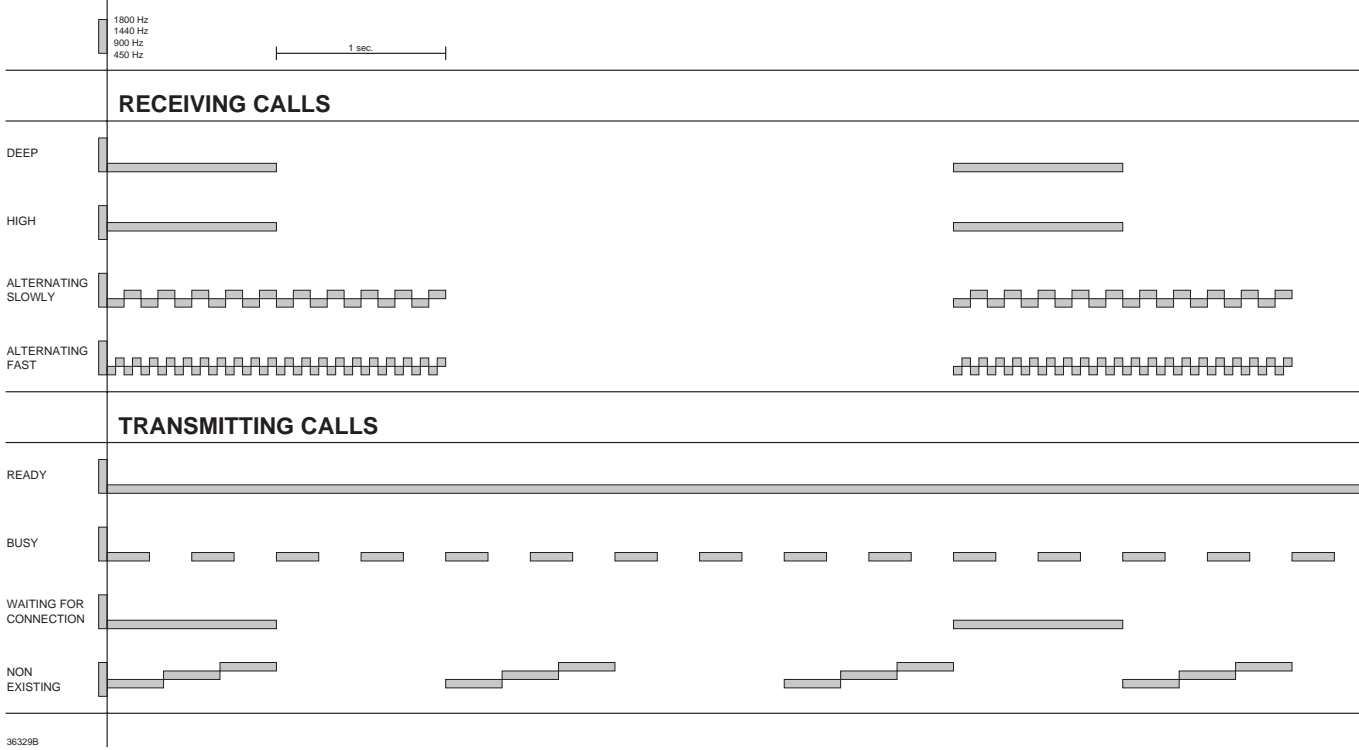 1800 Hz
1440 Hz
900 Hz
450 Hz
1 sec.
RECEIVING CALLS
DEEP
HIGH
ALTERNATING
SLOWLY
ALTERNATING
FAST
TRANSMITTING CALLS
READY
BUSY
WAITING FOR
CONNECTION
NON
EXISTING
36329B